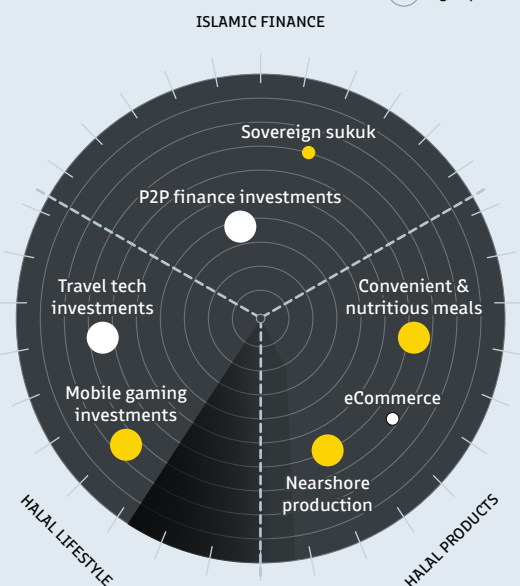 ISLAMIC FINANCE
Sovereign sukuk
P2P finance investments
Travel tech
investments
Convenient &
nutritious meals
Mobile gaming
investments
eCommerce
Nearshore
production
HALAL LIFESTYLE
HALAL PRODUCTS